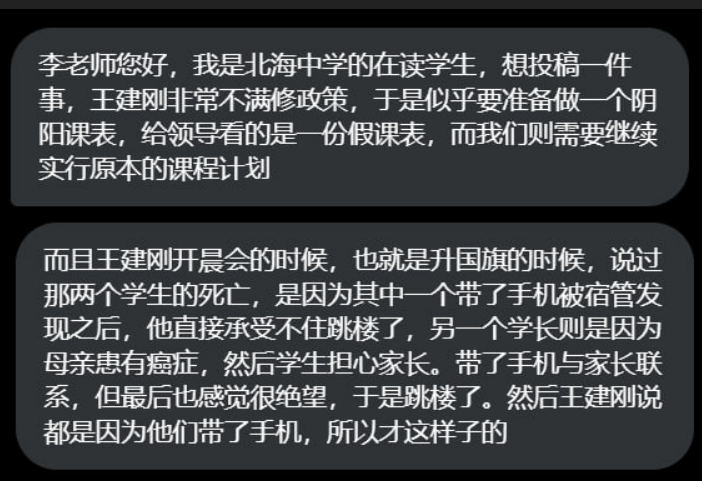 李老师您好，我是北海中学的在读学生，想投稿一件
事，王建刚非常不满修政策，于是似乎要准备做一个阴
阳课表，给领导看的是一份假课表，而我们则需要继续
实行原本的课程计划
而且王建刚开晨会的时候，也就是升国旗的时候，说过
那两个学生的死亡，是因为其中一个带了手机被宿管发
现之后，他直接承受不住跳楼了，另一个学长则是因为
母亲患有癌症，然后学生担心家长。带了手机与家长联
系，但最后也感觉很绝望，于是跳楼了。然后王建刚说
都是因为他们带了手机，所以才这样子的